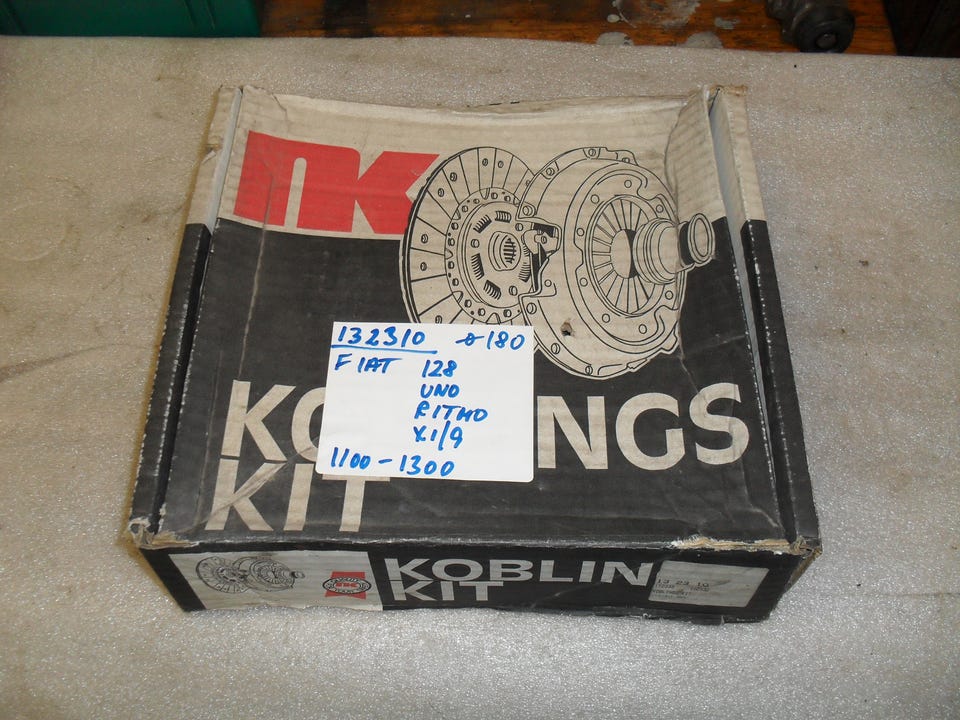 NK
132310 ⌀180
FIAT 128
UNO
RITMO
X1/9
1100-1300
KO NGS
KIT
NK
KOBLIN
KIT
13 23 10